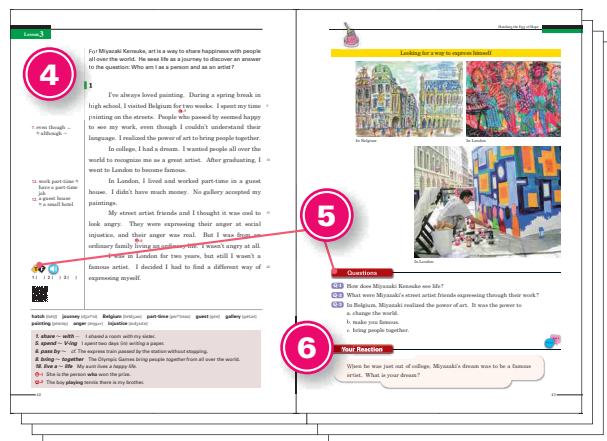 Lesson 3
4
For Miyazaki Kensuke, art is a way to share happiness with people
all over the world. He sees life as a journey to discover an answer
to the question: Who am I as a person and as an artist?
1
I've always loved painting. During a spring break in
high school, I visited Belgium for two weeks. I spent my time
painting on the streets. People who passed by seemed happy
to see my work, even though I couldn't understand their
language. I realized the power of art to bring people together.
In college, I had a dream. I wanted people all over the
world to recognize me as a great artist. After graduating, I
went to London to become famous.
In London, I lived and worked part-time in a guest
house. I didn't have much money. No gallery accepted my
paintings.
My street artist friends and I thought it was cool to
look angry. They were expressing their anger at social
injustice, and their anger was real. But I was from an
ordinary family living an ordinary life. I wasn't angry at all.
I was in London for two years, but still I wasn't a
famous artist. I decided I had to find a different way of
expressing myself.
7. even though ...
≒ although ~
12. work part-time ≒
have a part-time
job
12. a guest house
≒ a small hotel
1 ( ) 2 ( ) 3 ( )
hatch journey Belgium part-time guest gallery
painting anger injustice
1. share ~ with ··· I shared a room with my sister.
5. spend ~ V-ing I spent two days writing a paper.
6. pass by ~ cf. The express train passed by the station without stopping.
9. bring ~ together The Olympic Games bring people together from all over the world.
18. live a ~ life My aunt lives a happy life.
She is the person who won the prize.
The boy playing tennis there is my brother.
Hatching the Egg of Hope
Looking for a way to express himself
In Belgium
In London
In London
5
Questions
Q-1 How does Miyazaki Kensuke see life?
Q-2 What were Miyazaki's street artist friends expressing through their work?
Q-3 In Belgium, Miyazaki realized the power of art. It was the power to
a. change the world.
b. make you famous.
c. bring people together.
6
Your Reaction
When he was just out of college, Miyazaki's dream was to be a famous
artist. What is your dream?